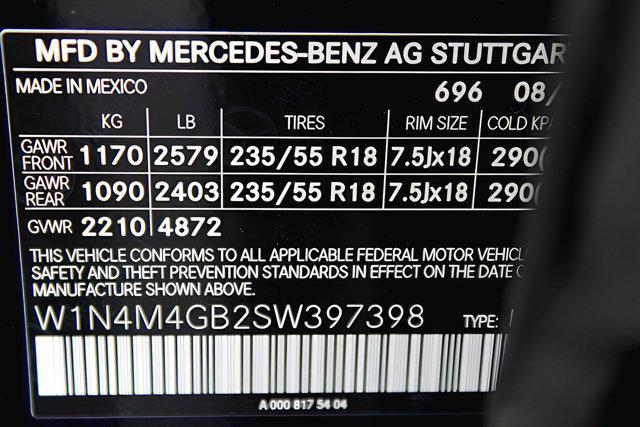 MFD BY MERCEDES-BENZ AG STUTTGAR
MADE IN MEXICO 696 08/
KG LB TIRES RIM SIZE COLD KPA
GAWR FRONT 1170 2579 235/55 R18 7.5Jx18 290(
GAWR REAR 1090 2403 235/55 R18 7.5Jx18 290(
GVWR 2210 4872
THIS VEHICLE CONFORMS TO ALL APPLICABLE FEDERAL MOTOR VEHICL
SAFETY AND THEFT PREVENTION STANDARDS IN EFFECT ON THE DATE O
MANUFACTURE SHOWN ABOVE.
W1N4M4GB2SW397398 TYPE:
A 000 817 54 04